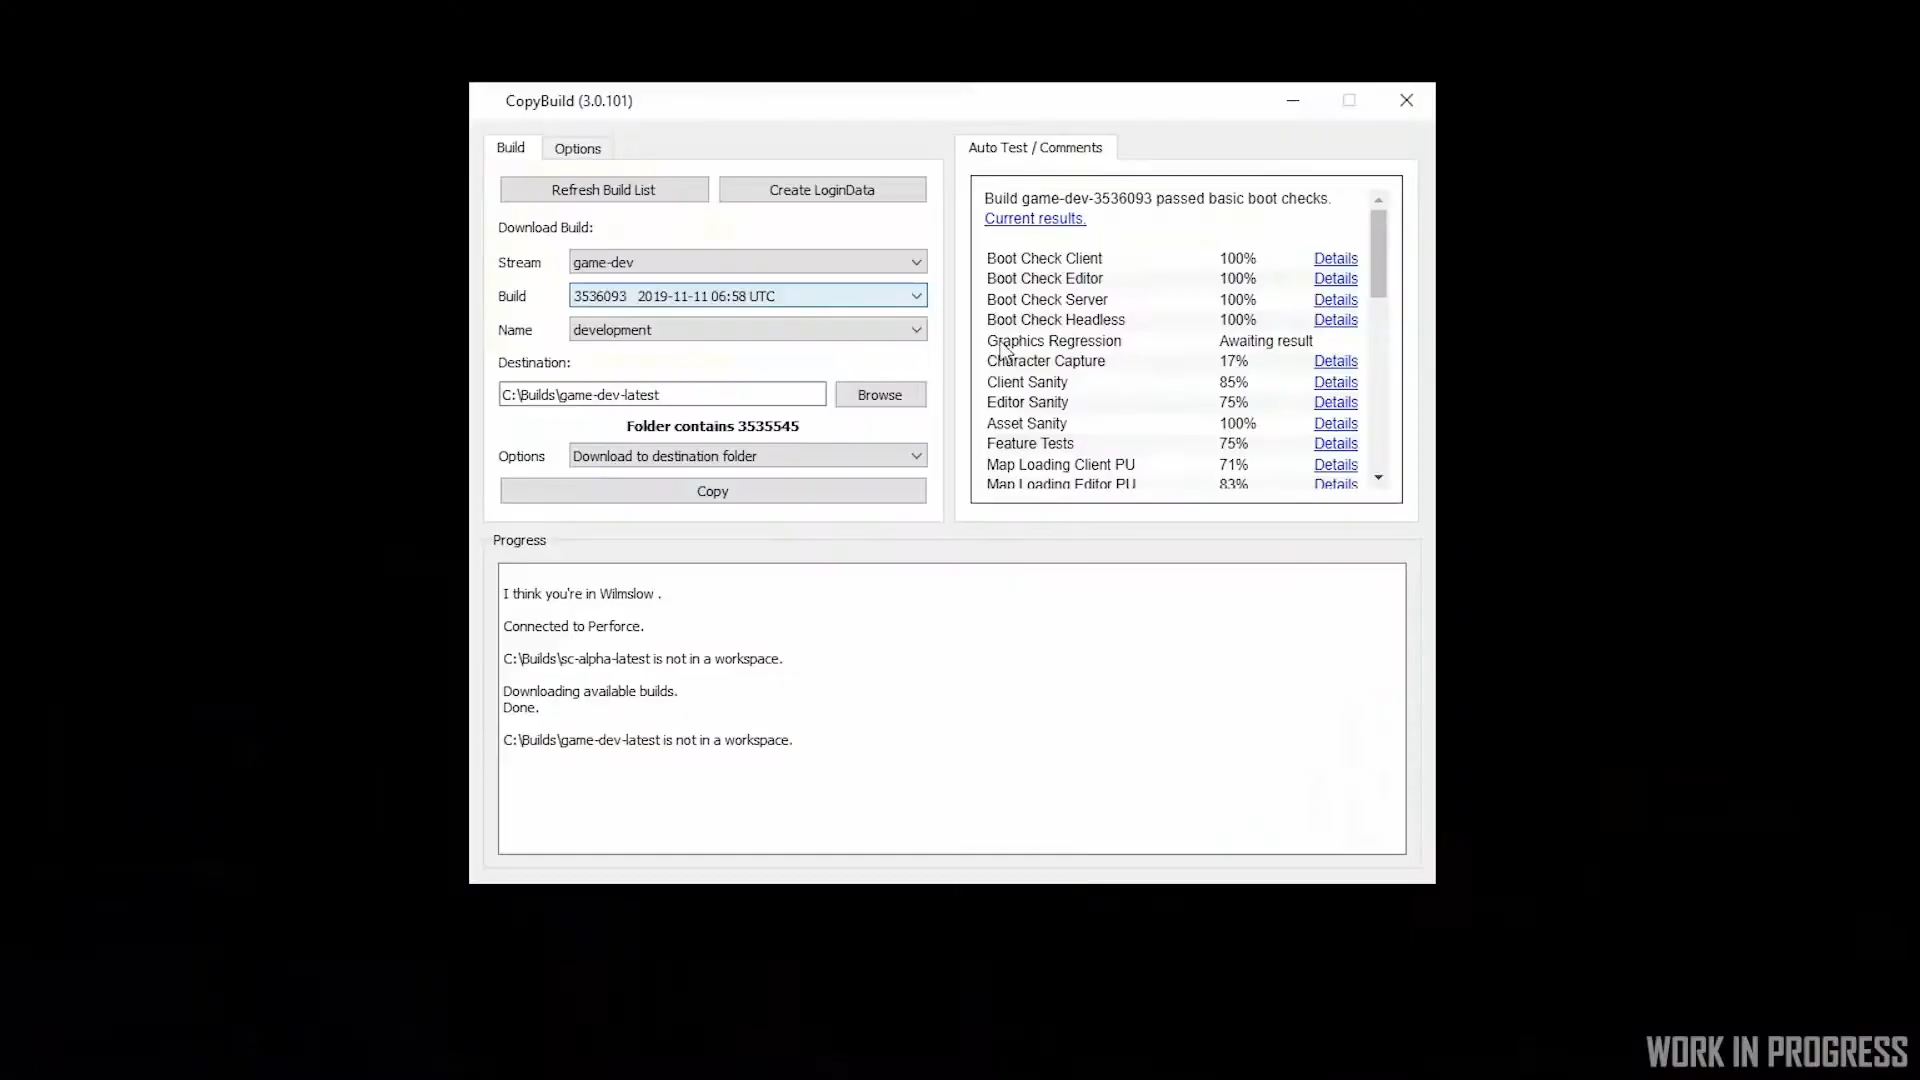 CopyBuild (3.0.101)
Build
Options
Refresh Build List
Create LoginData
Download Build:
Stream
game-dev
Build
3536093 2019-11-11 06:58 UTC
Name
development
Destination:
C:\Builds\game-dev-latest
Browse
Folder contains 3535545
Options
Download to destination folder
Copy
Auto Test / Comments
Build game-dev-3536093 passed basic boot checks.
Current results.
Boot Check Client 100% Details
Boot Check Editor 100% Details
Boot Check Server 100% Details
Boot Check Headless 100% Details
Graphics Regression Awaiting result
Character Capture 17% Details
Client Sanity 85% Details
Editor Sanity 75% Details
Asset Sanity 100% Details
Feature Tests 75% Details
Map Loading Client PU 71% Details
Map Loading Editor PU 83% Details
Progress
I think you're in Wilmslow .
Connected to Perforce.
C:\Builds\sc-alpha-latest is not in a workspace.
Downloading available builds.
Done.
C:\Builds\game-dev-latest is not in a workspace.
WORK IN PROGRESS